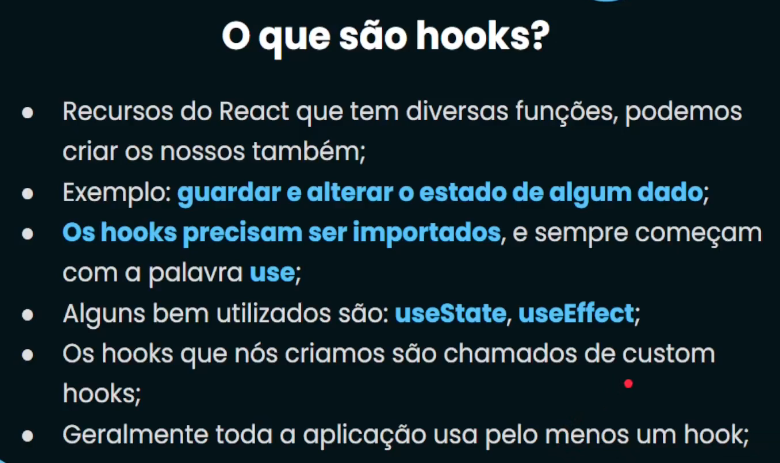 O que são hooks?
● Recursos do React que tem diversas funções, podemos
criar os nossos também;
● Exemplo: guardar e alterar o estado de algum dado;
● Os hooks precisam ser importados, e sempre começam
com a palavra use;
● Alguns bem utilizados são: useState, useEffect;
● Os hooks que nós criamos são chamados de custom
hooks;
● Geralmente toda a aplicação usa pelo menos um hook;